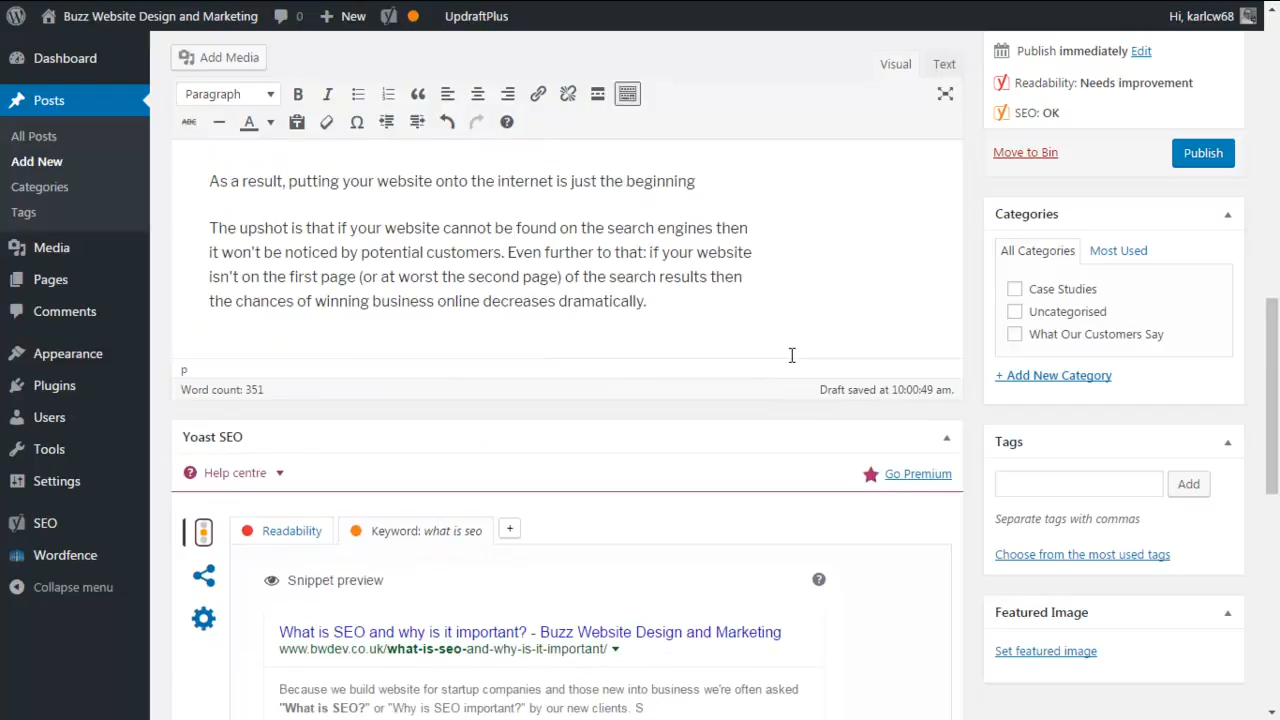 Buzz Website Design and Marketing 0 New UpdraftPlus Hi, karlcw68
Dashboard
Posts
All Posts
Add New
Categories
Tags
Media
Pages
Comments
Appearance
Plugins
Users
Tools
Settings
SEO
Wordfence
Collapse menu
Add Media
Visual Text
Paragraph
As a result, putting your website onto the internet is just the beginning
The upshot is that if your website cannot be found on the search engines then
it won't be noticed by potential customers. Even further to that: if your website
isn't on the first page (or at worst the second page) of the search results then
the chances of winning business online decreases dramatically.
p
Word count: 351 Draft saved at 10:00:49 am.
Yoast SEO
Help centre Go Premium
Readability Keyword: what is seo +
Snippet preview
What is SEO and why is it important? - Buzz Website Design and Marketing
www.bwdev.co.uk/what-is-seo-and-why-is-it-important/
Because we build website for startup companies and those new into business we're often asked
"What is SEO?" or "Why is SEO important?" by our new clients. S
Publish immediately Edit
Readability: Needs improvement
SEO: OK
Move to Bin Publish
Categories
All Categories Most Used
Case Studies
Uncategorised
What Our Customers Say
+ Add New Category
Tags
Add
Separate tags with commas
Choose from the most used tags
Featured Image
Set featured image